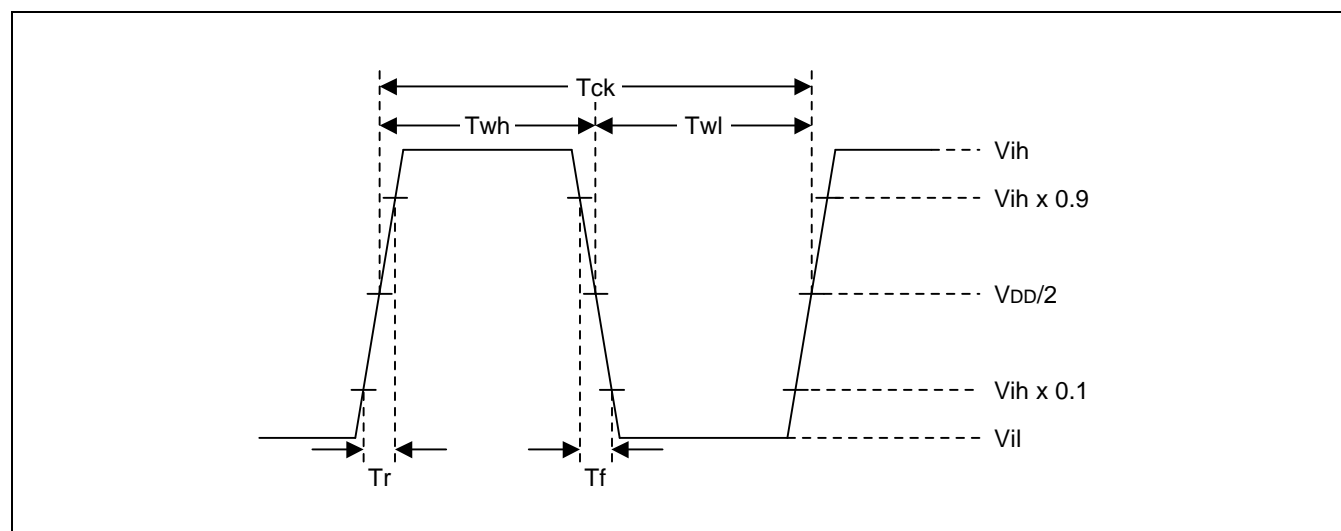 Tck
Twh
Twl
Vih
Vih x 0.9
VDD/2
Vih x 0.1
Vil
Tr
Tf